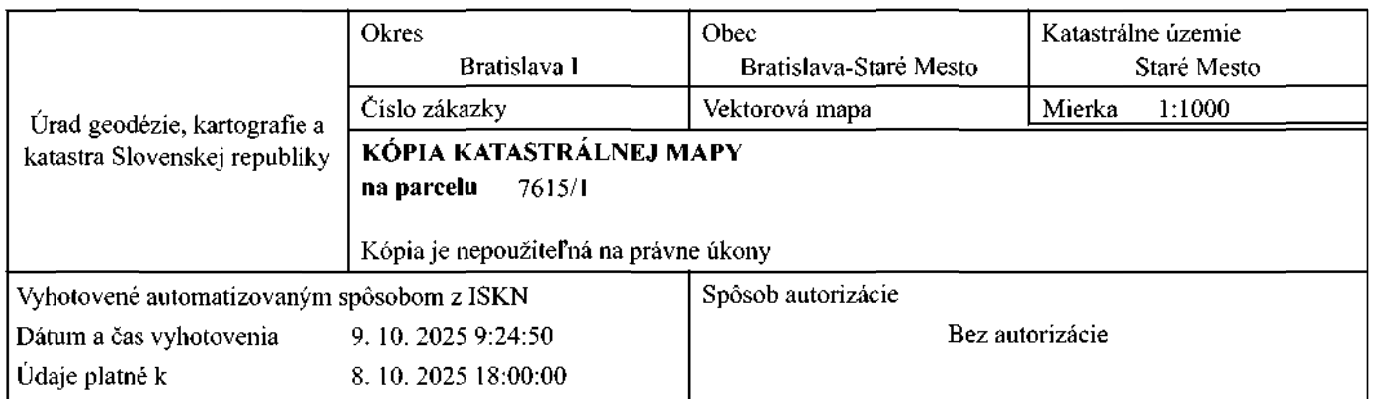 Úrad geodézie, kartografie a
katastra Slovenskej republiky
Okres
Bratislava I
Obec
Bratislava-Staré Mesto
Katastrálne územie
Staré Mesto
Číslo zákazky
Vektorová mapa
Mierka 1:1000
KÓPIA KATASTRÁLNEJ MAPY
na parcelu 7615/1
Kópia je nepoužiteľná na právne úkony
Vyhotovené automatizovaným spôsobom z ISKN
Dátum a čas vyhotovenia 9. 10. 2025 9:24:50
Údaje platné k 8. 10. 2025 18:00:00
Spôsob autorizácie
Bez autorizácie